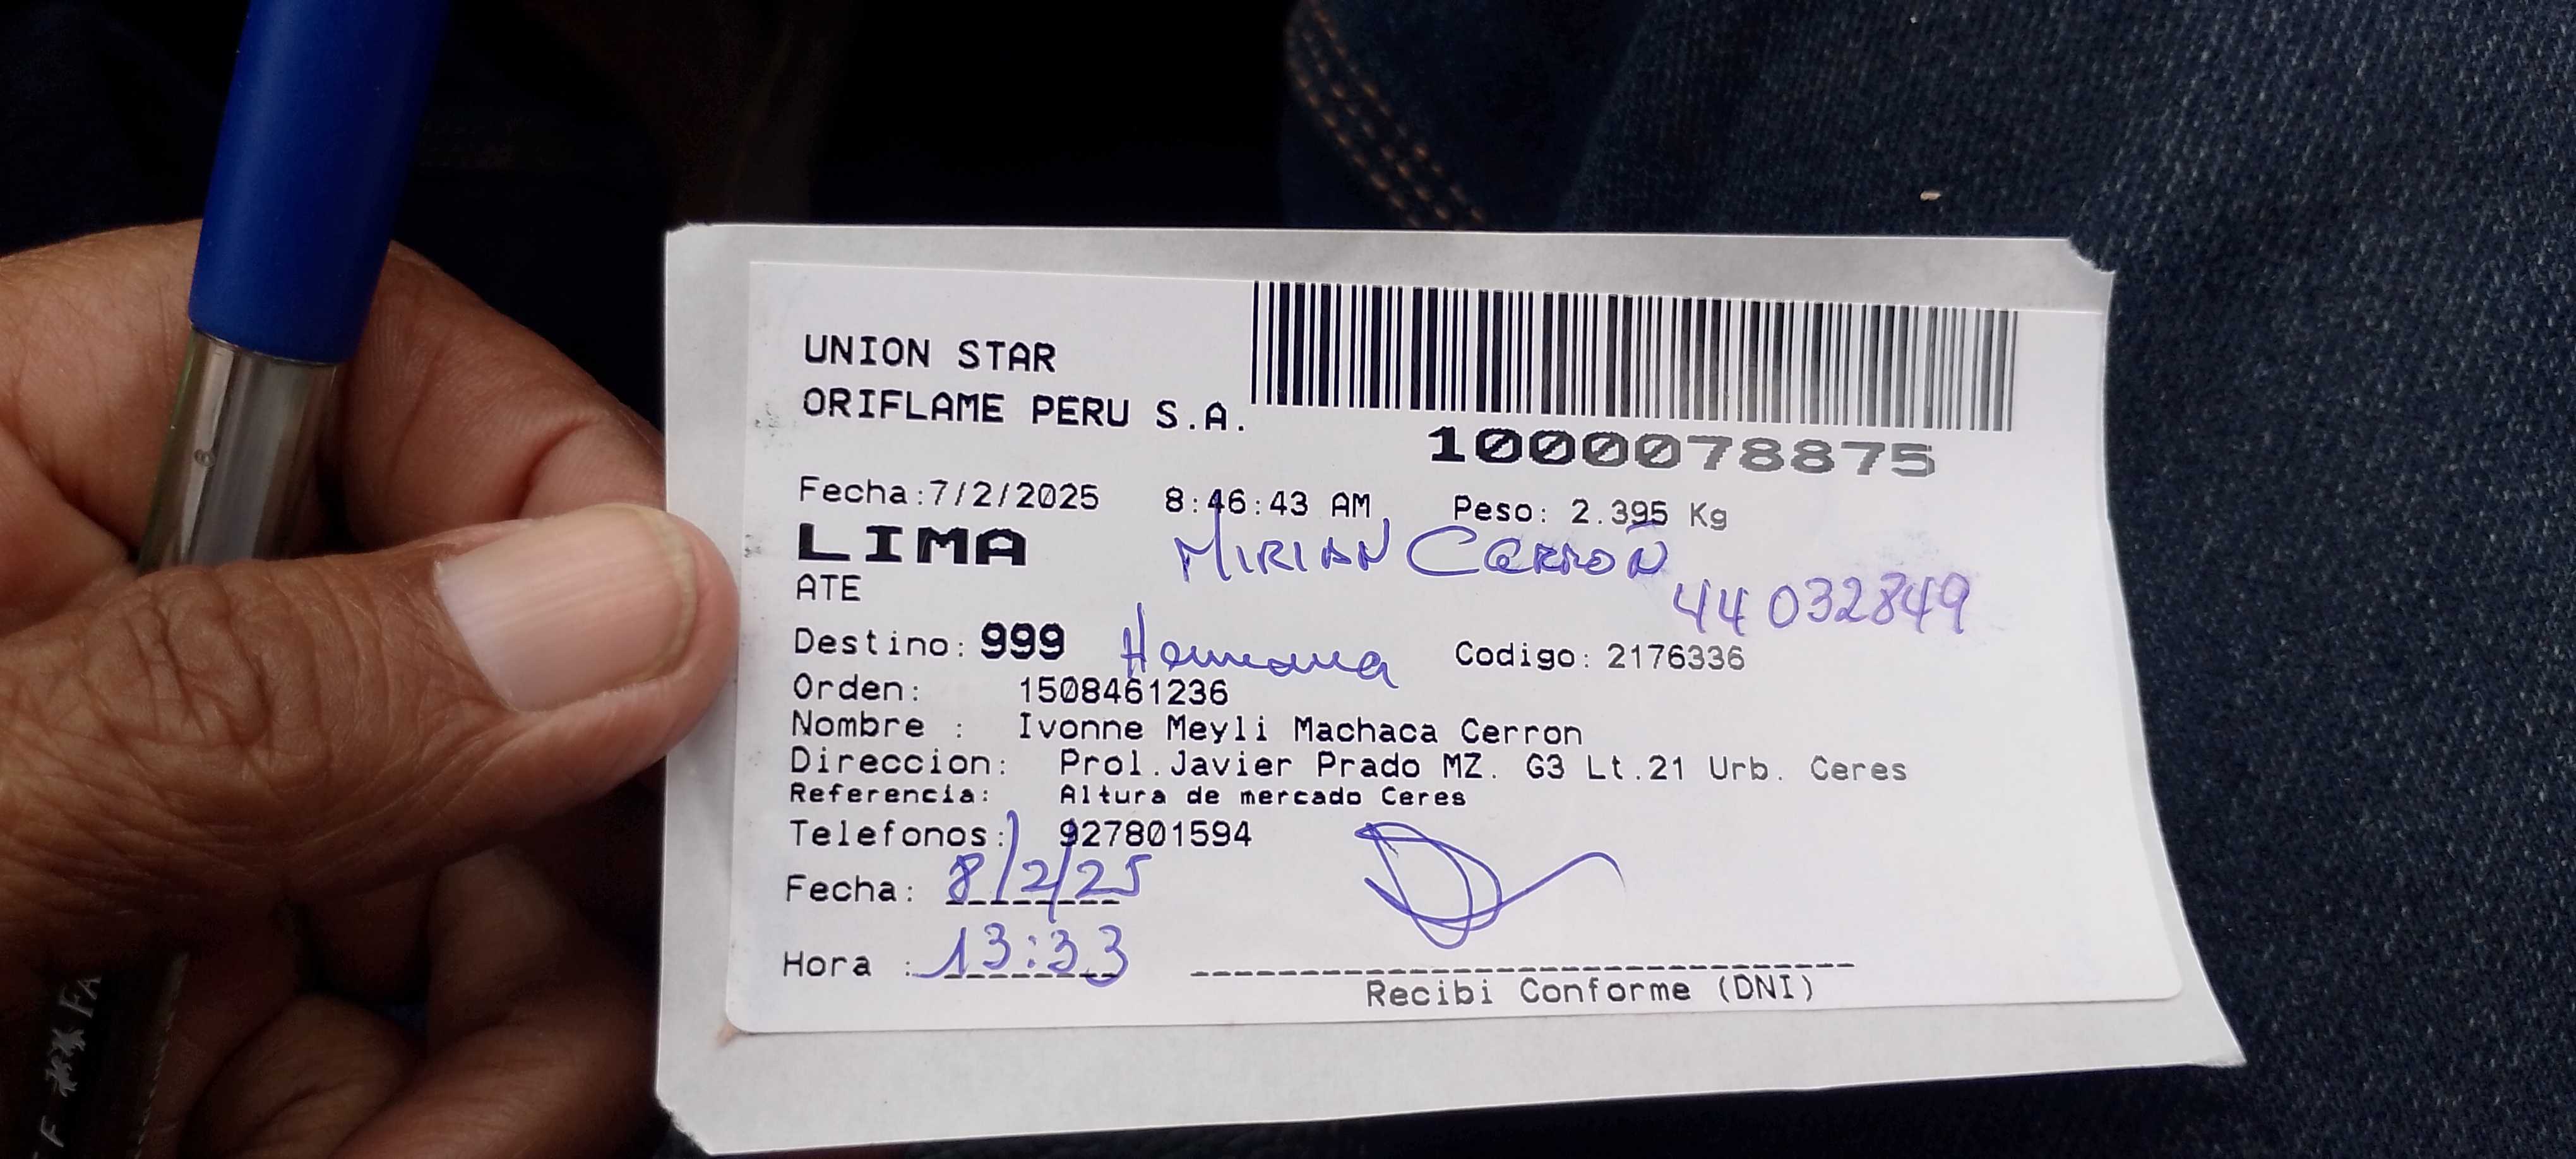 UNION STAR
ORIFLAME PERU S.A.
1000078875
Fecha:7/2/2025 8:46:43 AM Peso: 2.395 Kg
LIMA MIRIAN CERRON
ATE 44032849
Destino: 999 Hermana Codigo: 2176336
Orden: 1508461236
Nombre : Ivonne Meyli Machaca Cerron
Direccion: Prol.Javier Prado MZ. G3 Lt.21 Urb. Ceres
Referencia: Altura de mercado Ceres
Telefonos: 927801594
Fecha: 8/2/25
Hora : 13:33
Recibi Conforme (DNI)